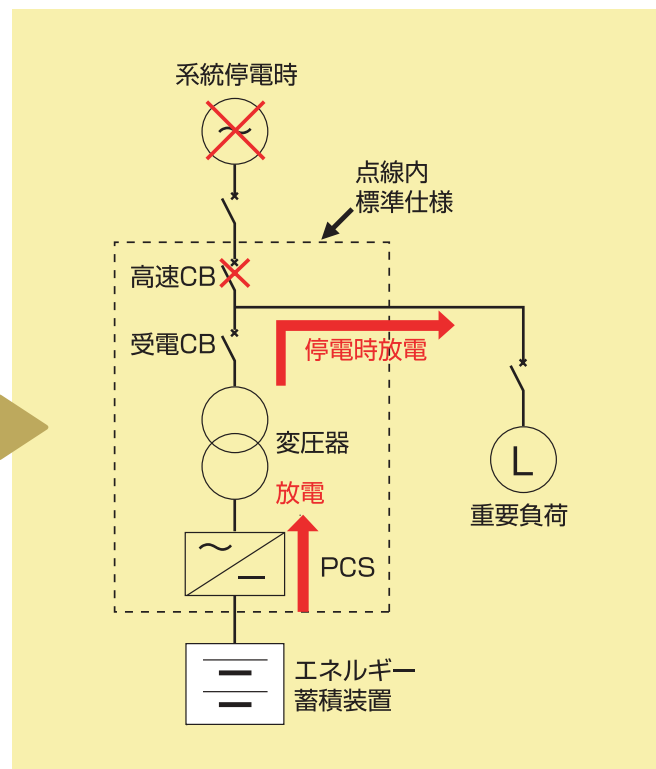 系統停電時
点線内
標準仕様
高速CB
受電CB
停電時放電
変圧器
放電
L
重要負荷
PCS
エネルギー
蓄積装置